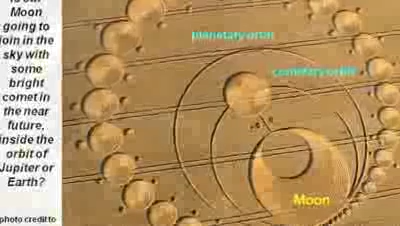 is our
Moon
going to
join in the
sky with
some
bright
comet in
the near
future,
inside the
orbit of
Jupiter or
Earth?
photo credit to
planetary orbit
cometary orbit
Moon